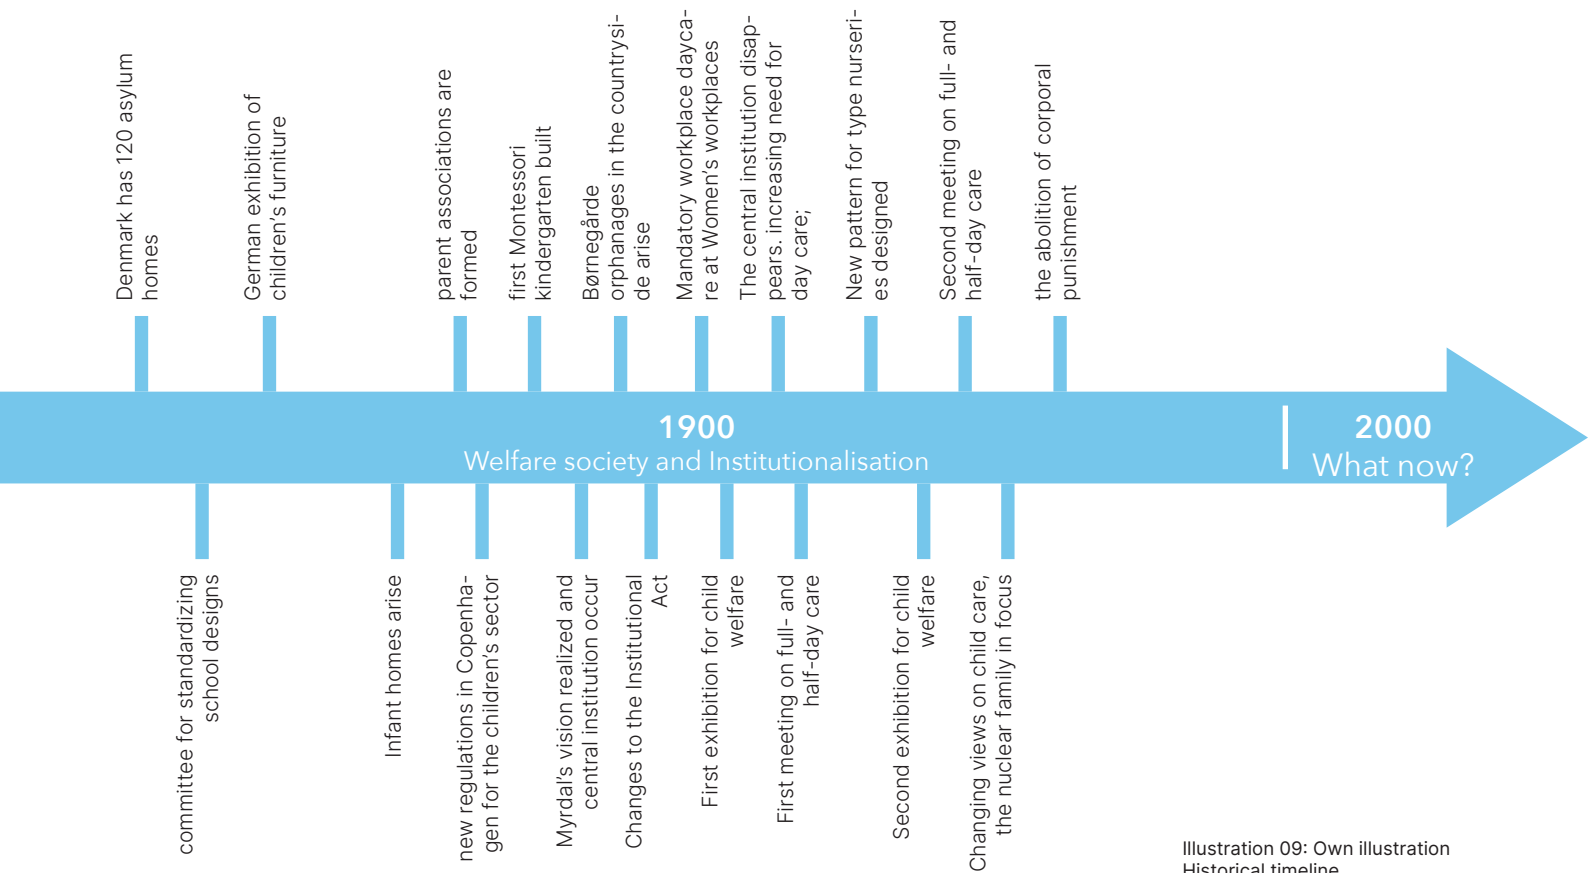 Denmark has 120 asylum
homes
German exhibition of
children's furniture
parent associations are
formed
first Montessori
kindergarten built
Børnegårde
orphanages in the countrysi-
de arise
Mandatory workplace dayca-
re at Women's workplaces
The central institution disap-
pears. increasing need for
day care;
New pattern for type nurseri-
es designed
Second meeting on full- and
half-day care
the abolition of corporal
punishment
1900
Welfare society and Institutionalisation
2000
What now?
committee for standardizing
school designs
Infant homes arise
new regulations in Copenha-
gen for the children's sector
Myrdal's vision realized and
central institution occur
Changes to the Institutional
Act
First exhibition for child
welfare
First meeting on full- and
half-day care
Second exhibition for child
welfare
Changing views on child care,
the nuclear family in focus
Illustration 09: Own illustration
Historical timeline